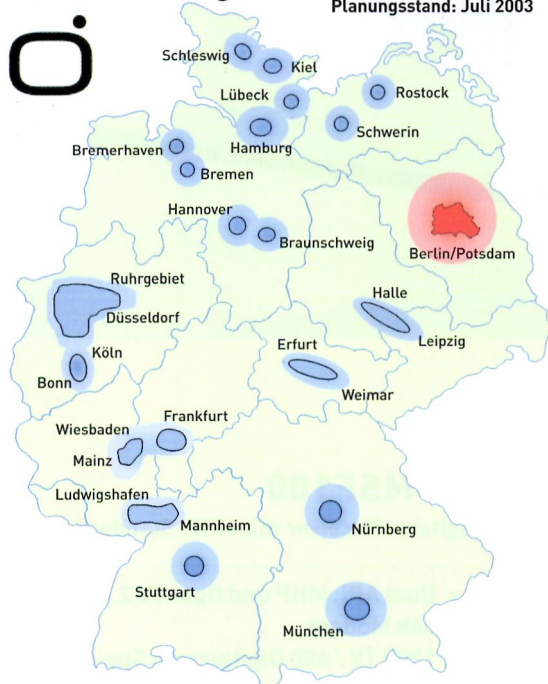 Planungsstand: Juli 2003
Schleswig
Kiel
Lübeck
Rostock
Schwerin
Hamburg
Bremerhaven
Bremen
Hannover
Braunschweig
Berlin/Potsdam
Ruhrgebiet
Halle
Düsseldorf
Leipzig
Erfurt
Köln
Bonn
Weimar
Frankfurt
Wiesbaden
Mainz
Ludwigshafen
Mannheim
Nürnberg
Stuttgart
München